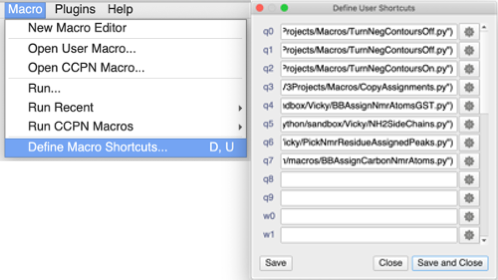 Macro Plugins Help
New Macro Editor
Open User Macro...
Open CCPN Macro...
Run...
Run Recent
Run CCPN Macros
Define Macro Shortcuts... D, U
Define User Shortcuts
q0 Projects/Macros/TurnNegContoursOff.py")
q1 Projects/Macros/TurnNegContoursOff.py")
q2 Projects/Macros/TurnNegContoursOn.py")
q3 /3Projects/Macros/CopyAssignments.py")
q4 ndbox/Vicky/BBAssignNmrAtomsGST.py")
q5 ython/sandbox/Vicky/NH2SideChains.py")
q6 icky/PickNmrResidueAssignedPeaks.py")
q7 n/macros/BBAssignCarbonNmrAtoms.py")
q8
q9
w0
w1
Save Close Save and Close